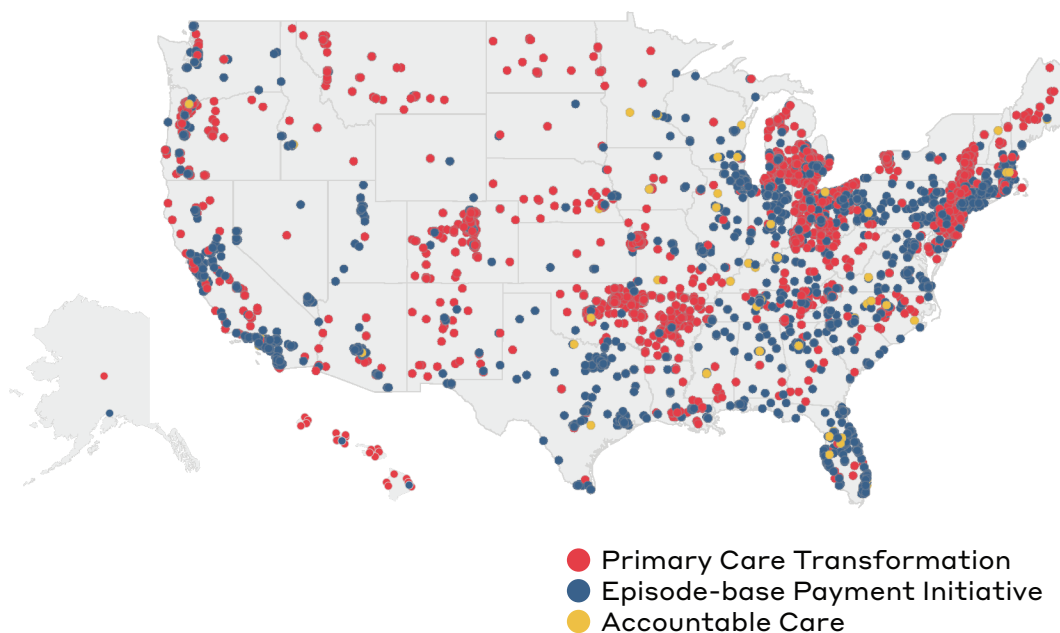 Primary Care Transformation
Episode-base Payment Initiative
Accountable Care